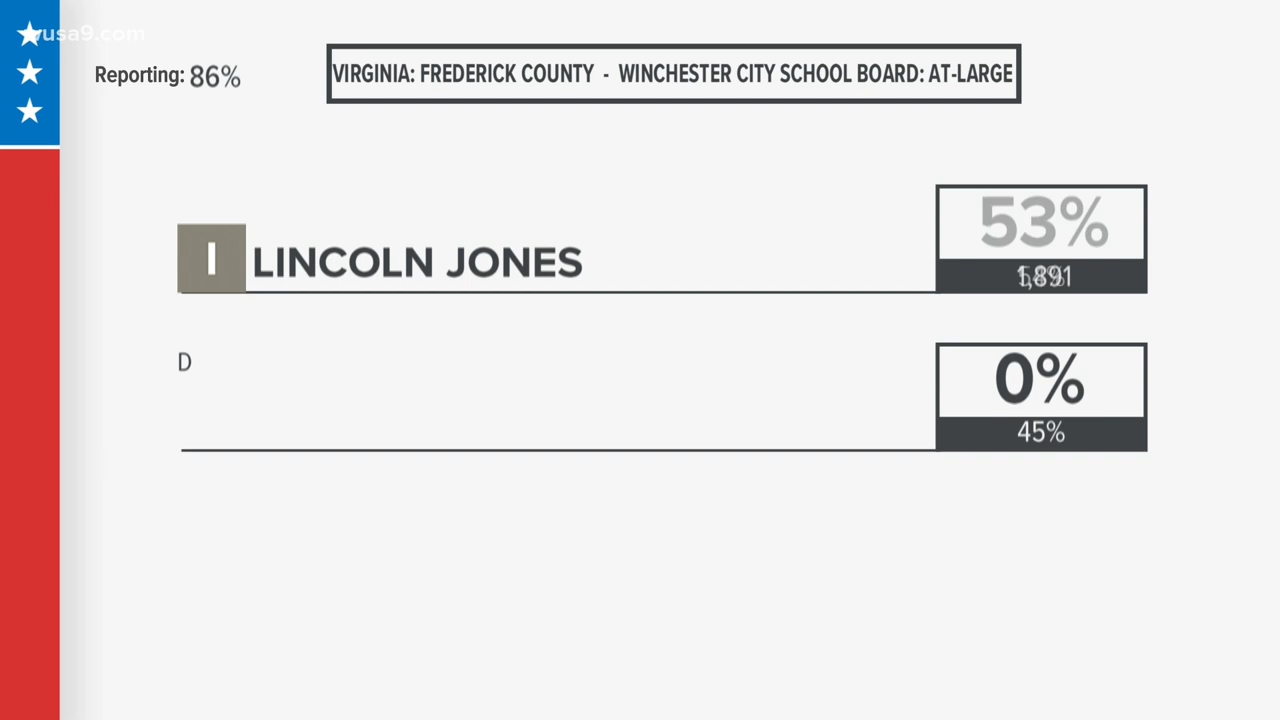 wusa9.com
Reporting: 86%
VIRGINIA: FREDERICK COUNTY - WINCHESTER CITY SCHOOL BOARD: AT-LARGE
53%
I LINCOLN JONES
D
0%
45%